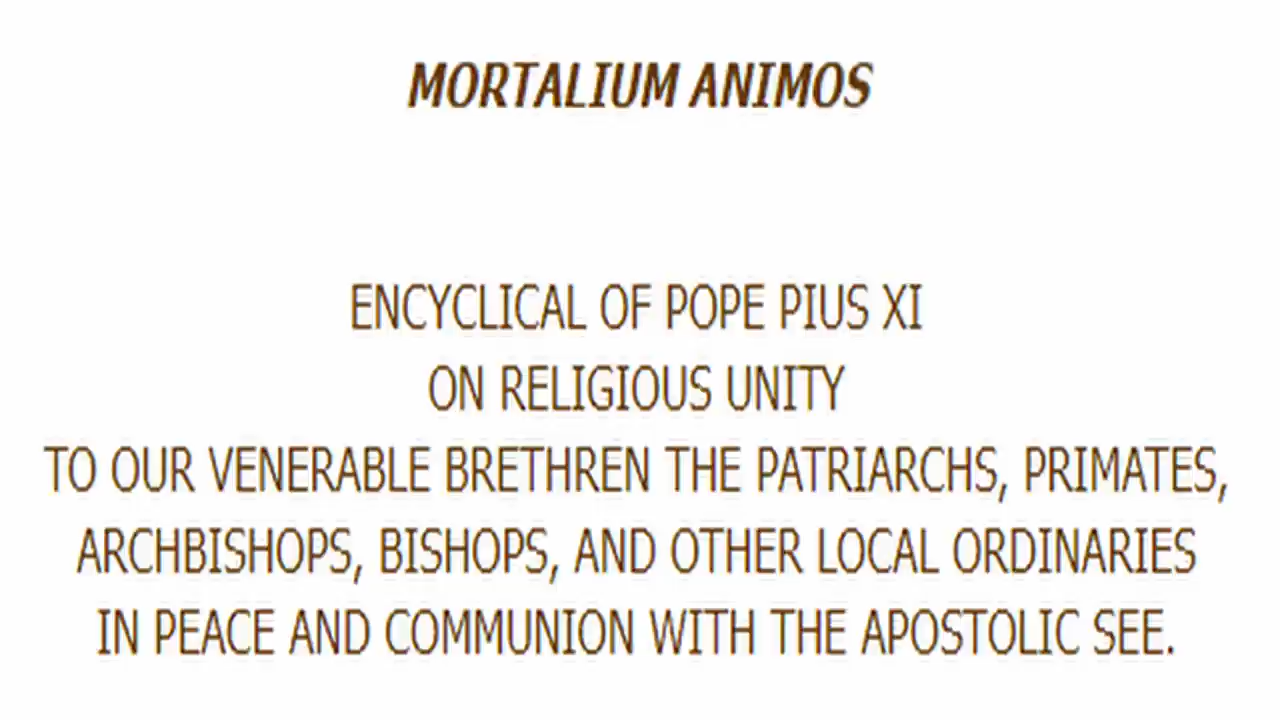 MORTALIUM ANIMOS
ENCYCLICAL OF POPE PIUS XI
ON RELIGIOUS UNITY
TO OUR VENERABLE BRETHREN THE PATRIARCHS, PRIMATES,
ARCHBISHOPS, BISHOPS, AND OTHER LOCAL ORDINARIES
IN PEACE AND COMMUNION WITH THE APOSTOLIC SEE.